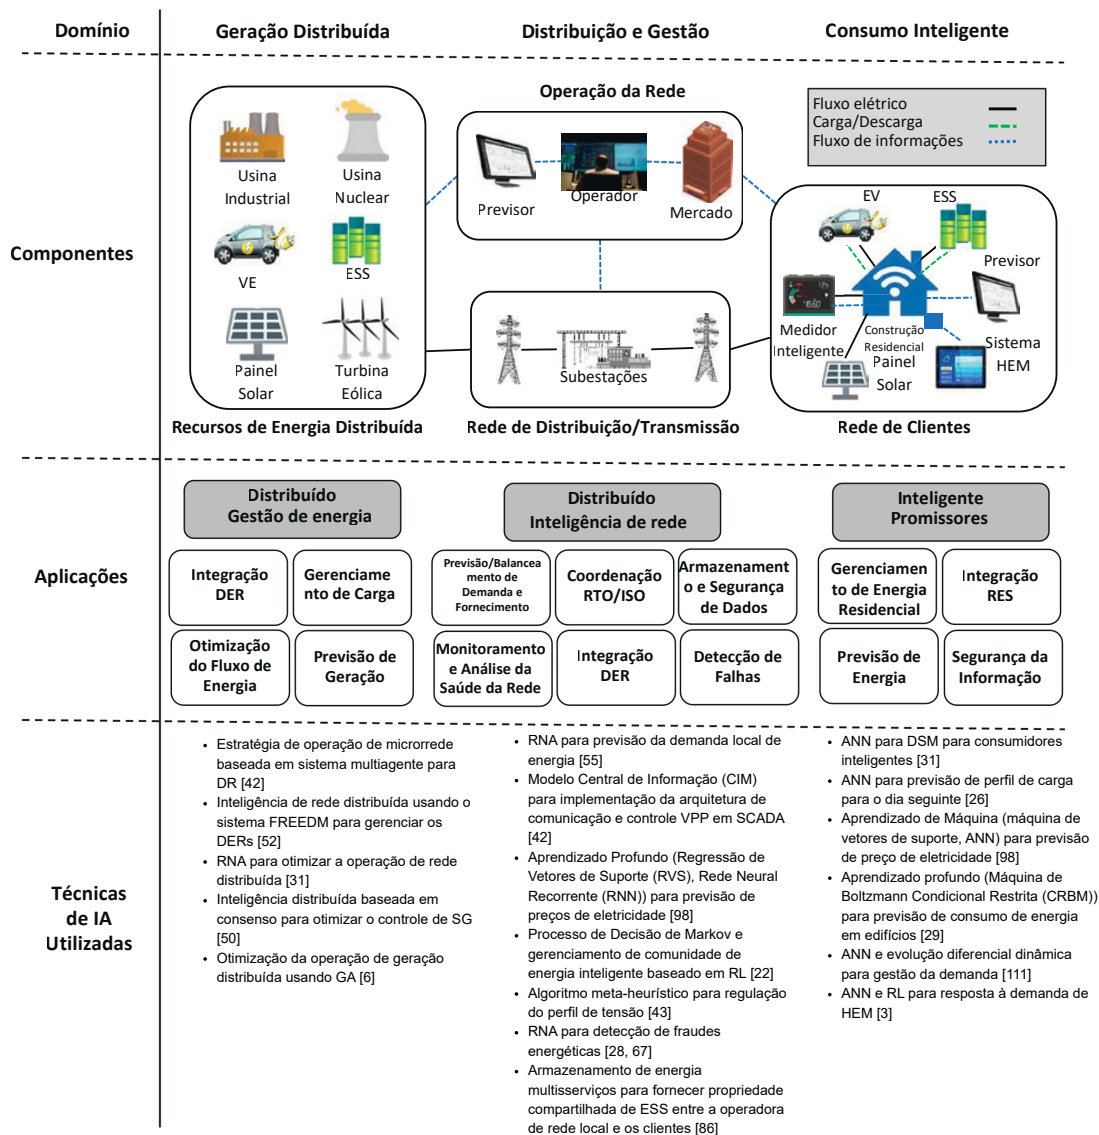 Domínio
Geração Distribuída
Distribuição e Gestão
Consumo Inteligente
Componentes
Usina
Industrial
Usina
Nuclear
VE
ESS
Painel
Solar
Turbina
Eólica
Recursos de Energia Distribuída
Operação da Rede
Previsor
Operador
Mercado
Subestações
Rede de Distribuição/Transmissão
Fluxo elétrico
Carga/Descarga
Fluxo de informações
EV
ESS
Previsor
Medidor
Inteligente
Construção
Residencial
Painel
Solar
Sistema
HEM
Rede de Clientes
Aplicações
Distribuído
Gestão de energia
Integração
DER
Gerenciame
nto de Carga
Otimização
do Fluxo de
Energia
Previsão de
Geração
Distribuído
Inteligência de rede
Previsão/Balancea
mento de
Demanda e
Fornecimento
Coordenação
RTO/ISO
Armazenament
o e Segurança
de Dados
Monitoramento
e Análise da
Saúde da Rede
Integração
DER
Detecção de
Falhas
Inteligente
Promissores
Gerenciamen
to de Energia
Residencial
Integração
RES
Previsão de
Energia
Segurança da
Informação
Técnicas
de IA
Utilizadas
• Estratégia de operação de microrrede
baseada em sistema multiagente para
DR [42]
• Inteligência de rede distribuída usando o
sistema FREEDM para gerenciar os
DERs [52]
• RNA para otimizar a operação de rede
distribuída [31]
• Inteligência distribuída baseada em
consenso para otimizar o controle de SG
[50]
• Otimização da operação de geração
distribuída usando GA [6]
• RNA para previsão da demanda local de
energia [55]
• Modelo Central de Informação (CIM)
para implementação da arquitetura de
comunicação e controle VPP em SCADA
[42]
• Aprendizado Profundo (Regressão de
Vetores de Suporte (RVS), Rede Neural
Recorrente (RNN)) para previsão de
preços de eletricidade [98]
• Processo de Decisão de Markov e
gerenciamento de comunidade de
energia inteligente baseado em RL [22]
• Algoritmo meta-heurístico para regulação
do perfil de tensão [43]
• RNA para detecção de fraudes
energéticas [28, 67]
• Armazenamento de energia
multisserviços para fornecer propriedade
compartilhada de ESS entre a operadora
de rede local e os clientes [86]
• ANN para DSM para consumidores
inteligentes [31]
• ANN para previsão de perfil de carga
para o dia seguinte [26]
• Aprendizado de Máquina (máquina de
vetores de suporte, ANN) para previsão
de preço de eletricidade [98]
• Aprendizado profundo (Máquina de
Boltzmann Condicional Restrita (CRBM))
para previsão de consumo de energia
em edifícios [29]
• ANN e evolução diferencial dinâmica
para gestão da demanda [111]
• ANN e RL para resposta à demanda de
HEM [3]